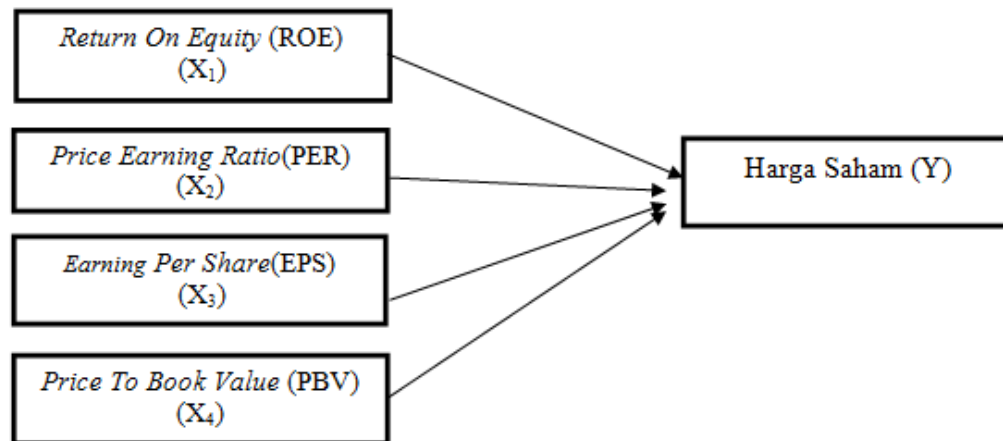 Return On Equity (ROE)
(X₁)
Price Earning Ratio(PER)
(X₂)
Earning Per Share(EPS)
(X₃)
Price To Book Value (PBV)
(X₄)
Harga Saham (Y)